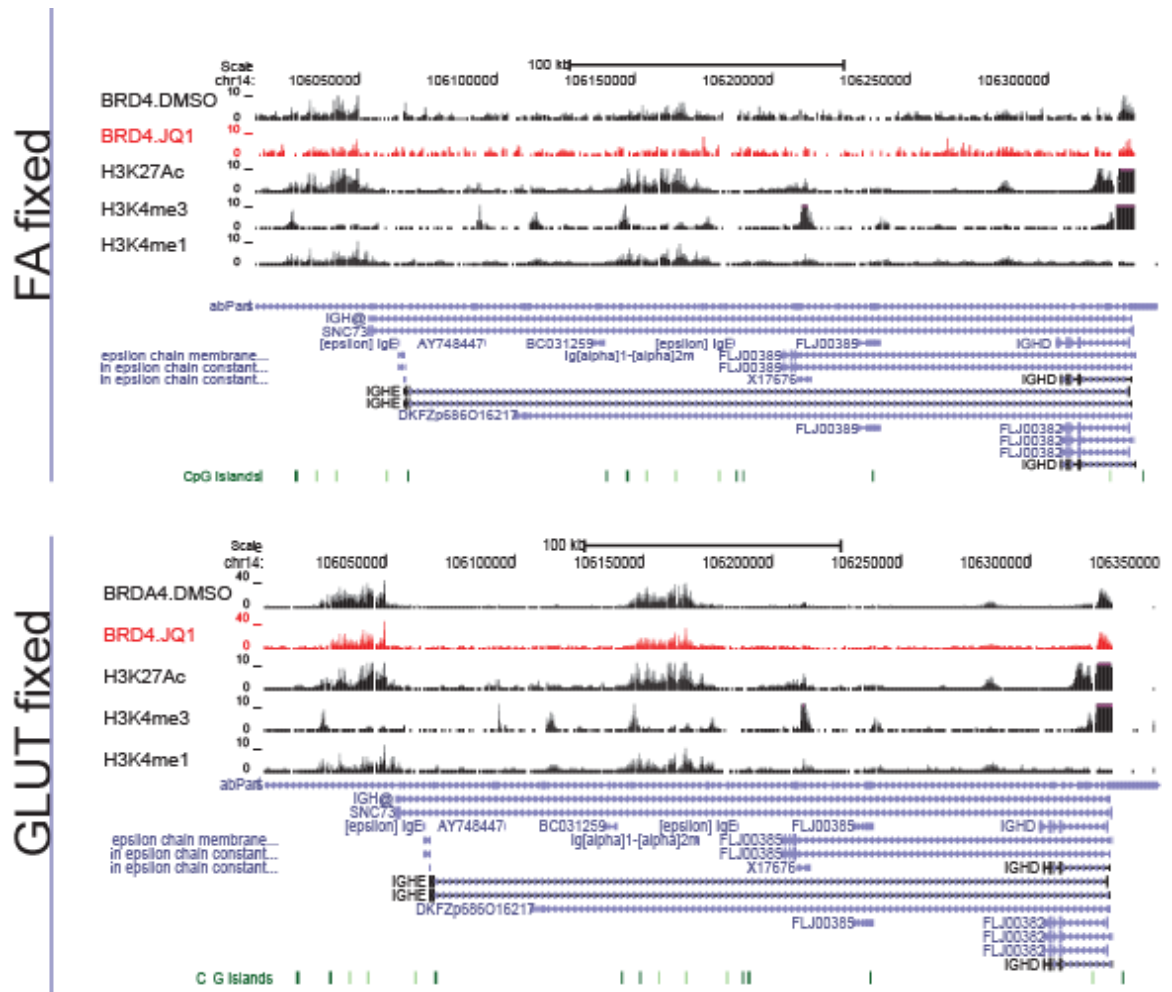 FA fixed
Scale 100 kb
chr14: 106050000 106100000 106150000 106200000 106250000 106300000
BRD4.DMSO 10 0
BRD4.JQ1 10 0
H3K27Ac 10 0
H3K4me3 10 0
H3K4me1 10 0
abParts
IGH@
SNC73
[epsilon] IgE AY748447 BC031259 [epsilon] IgE FLJ00389 IGHD
epsilon chain membrane... Ig[alpha]1-[alpha]2m FLJ00385
in epsilon chain constant... FLJ00385
in epsilon chain constant... X17676 IGHD
IGHE
IGHE
DKFZp686O16217
FLJ00389 FLJ00382
FLJ00382
FLJ00382
IGHD
CpG Islands
GLUT fixed
Scale 100 kb
chr14: 106050000 106100000 106150000 106200000 106250000 106300000 106350000
BRDA4.DMSO 40 0
BRD4.JQ1 40 0
H3K27Ac 10 0
H3K4me3 10 0
H3K4me1 10 0
abParts
IGH@
SNC73
[epsilon] IgE AY748447 BC031259 [epsilon] IgE FLJ00385 IGHD
epsilon chain membrane... Ig[alpha]1-[alpha]2m FLJ00385
in epsilon chain constant... FLJ00385
in epsilon chain constant... X17676 IGHD
IGHE
IGHE
DKFZp686O16217
FLJ00385 FLJ00382
FLJ00382
FLJ00382
IGHD
C G Islands